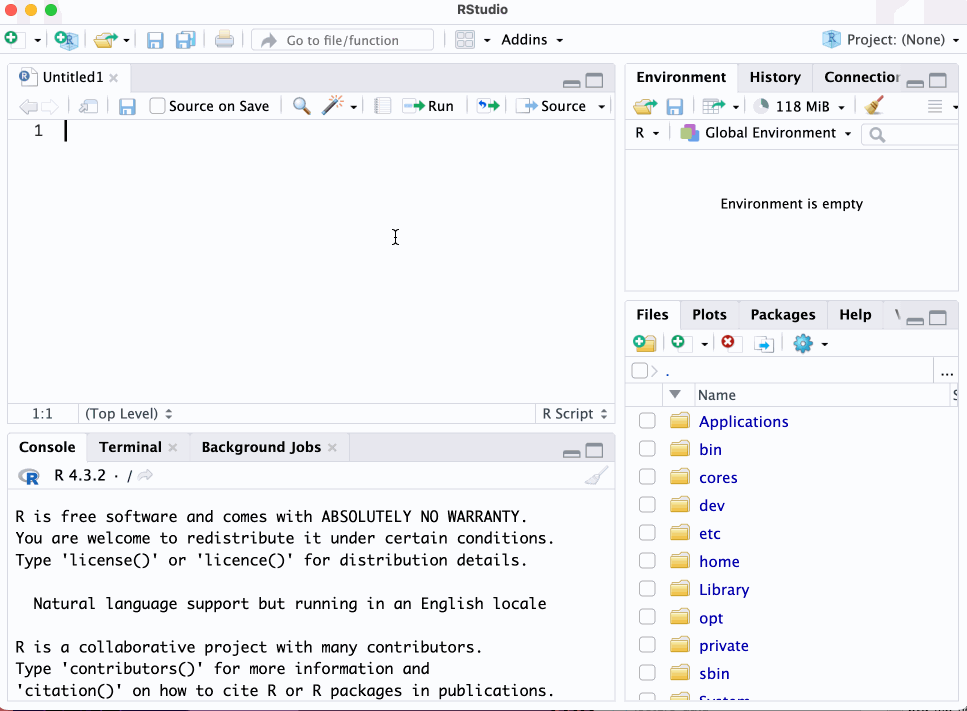 RStudio
Go to file/function
Addins
Project: (None)
Untitled1
Source on Save
Run
Source
1
1:1
(Top Level)
R Script
Console
Terminal
Background Jobs
R 4.3.2 · /
R is free software and comes with ABSOLUTELY NO WARRANTY.
You are welcome to redistribute it under certain conditions.
Type 'license()' or 'licence()' for distribution details.
Natural language support but running in an English locale
R is a collaborative project with many contributors.
Type 'contributors()' for more information and
'citation()' on how to cite R or R packages in publications.
Environment
History
Connection
118 MiB
R
Global Environment
Environment is empty
Files
Plots
Packages
Help
.
...
Name
Applications
bin
cores
dev
etc
home
Library
opt
private
sbin